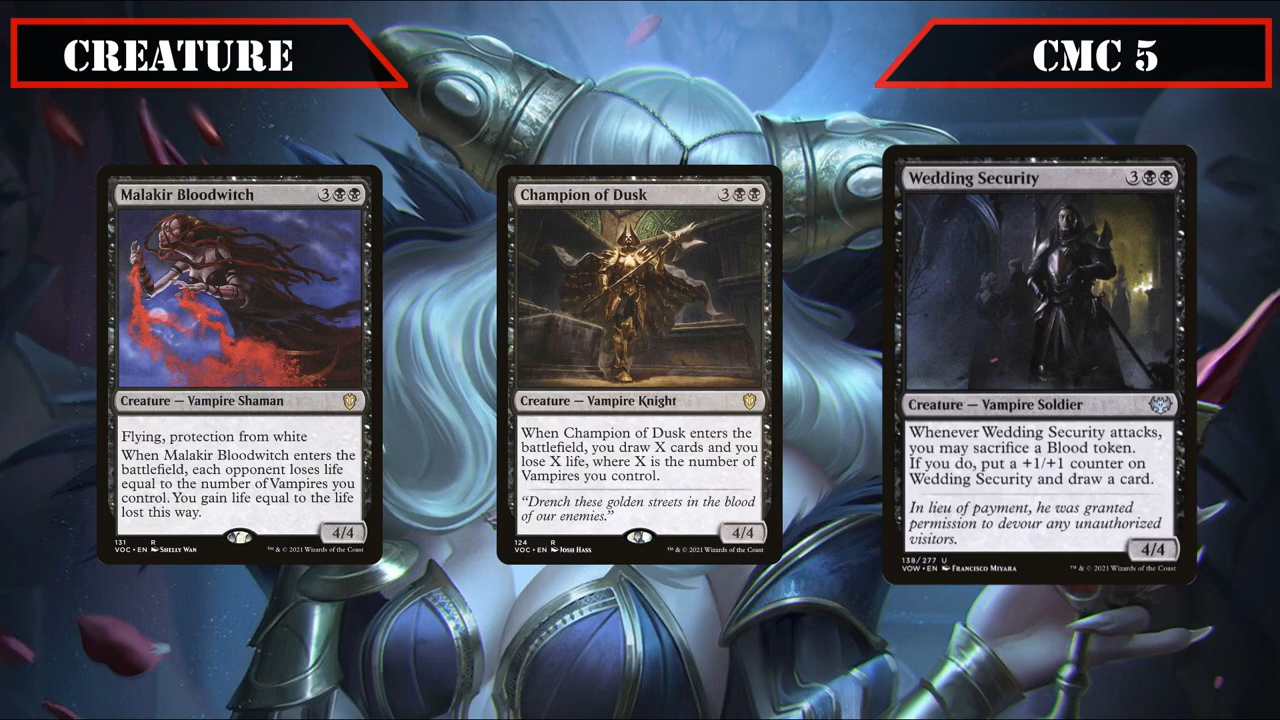 CREATURE
CMC 5
Malakir Bloodwitch 3
Creature — Vampire Shaman
Flying, protection from white
When Malakir Bloodwitch enters the
battlefield, each opponent loses life
equal to the number of Vampires you
control. You gain life equal to the life
lost this way.
4/4
131 R
VOC • EN Shelly Wan
™ & © 2021 Wizards of the Coast
Champion of Dusk 3
Creature — Vampire Knight
When Champion of Dusk enters the
battlefield, you draw X cards and you
lose X life, where X is the number of
Vampires you control.
“Drench these golden streets in the blood
of our enemies.”
4/4
124 R
VOC • EN Josh Hass
™ & © 2021 Wizards of the Coast
Wedding Security 3
Creature — Vampire Soldier
Whenever Wedding Security attacks,
you may sacrifice a Blood token.
If you do, put a +1/+1 counter on
Wedding Security and draw a card.
In lieu of payment, he was granted
permission to devour any unauthorized
visitors.
4/4
138/277 U
VOW • EN Francisco Miyara
™ & © 2021 Wizards of the Coast